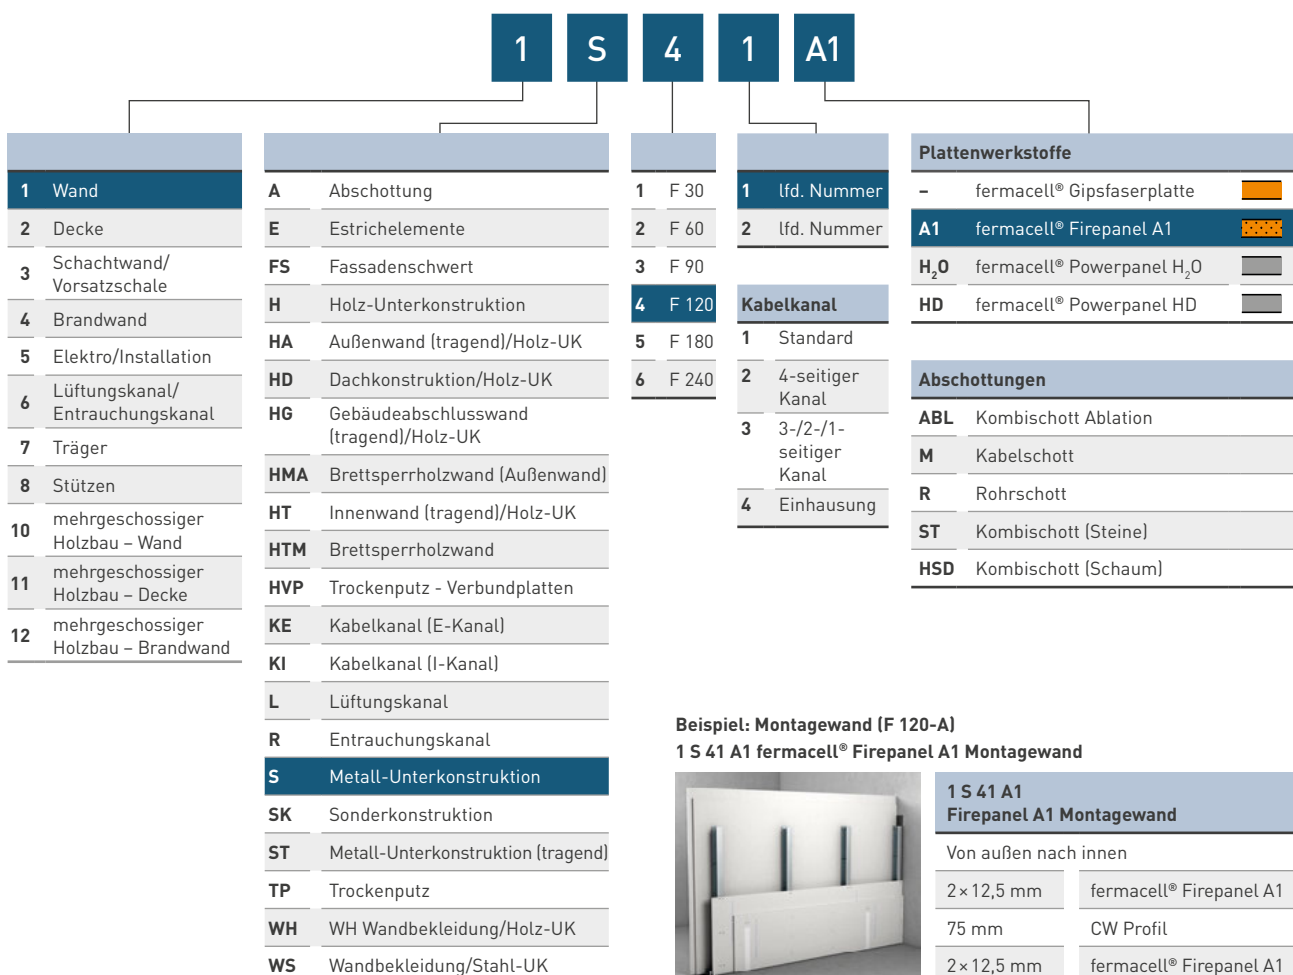 1 S 4 1 A1
1 Wand
2 Decke
3 Schachtwand/
Vorsatzschale
4 Brandwand
5 Elektro/Installation
6 Lüftungskanal/
Entrauchungskanal
7 Träger
8 Stützen
10 mehrgeschossiger
Holzbau – Wand
11 mehrgeschossiger
Holzbau – Decke
12 mehrgeschossiger
Holzbau – Brandwand
A Abschottung
E Estrichelemente
FS Fassadenschwert
H Holz-Unterkonstruktion
HA Außenwand (tragend)/Holz-UK
HD Dachkonstruktion/Holz-UK
HG Gebäudeabschlusswand
(tragend)/Holz-UK
HMA Brettsperrholzwand (Außenwand)
HT Innenwand (tragend)/Holz-UK
HTM Brettsperrholzwand
HVP Trockenputz - Verbundplatten
KE Kabelkanal (E-Kanal)
KI Kabelkanal (I-Kanal)
L Lüftungskanal
R Entrauchungskanal
S Metall-Unterkonstruktion
SK Sonderkonstruktion
ST Metall-Unterkonstruktion (tragend)
TP Trockenputz
WH WH Wandbekleidung/Holz-UK
WS Wandbekleidung/Stahl-UK
1 F 30
2 F 60
3 F 90
4 F 120
5 F 180
6 F 240
1 lfd. Nummer
2 lfd. Nummer
Kabelkanal
1 Standard
2 4-seitiger
Kanal
3 3-/2-/1-
seitiger
Kanal
4 Einhausung
Plattenwerkstoffe
– fermacell® Gipsfaserplatte
A1 fermacell® Firepanel A1
H₂O fermacell® Powerpanel H₂O
HD fermacell® Powerpanel HD
Abschottungen
ABL Kombischott Ablation
M Kabelschott
R Rohrschott
ST Kombischott (Steine)
HSD Kombischott (Schaum)
Beispiel: Montagewand (F 120-A)
1 S 41 A1 fermacell® Firepanel A1 Montagewand
1 S 41 A1
Firepanel A1 Montagewand
Von außen nach innen
2 × 12,5 mm fermacell® Firepanel A1
75 mm CW Profil
2 × 12,5 mm fermacell® Firepanel A1